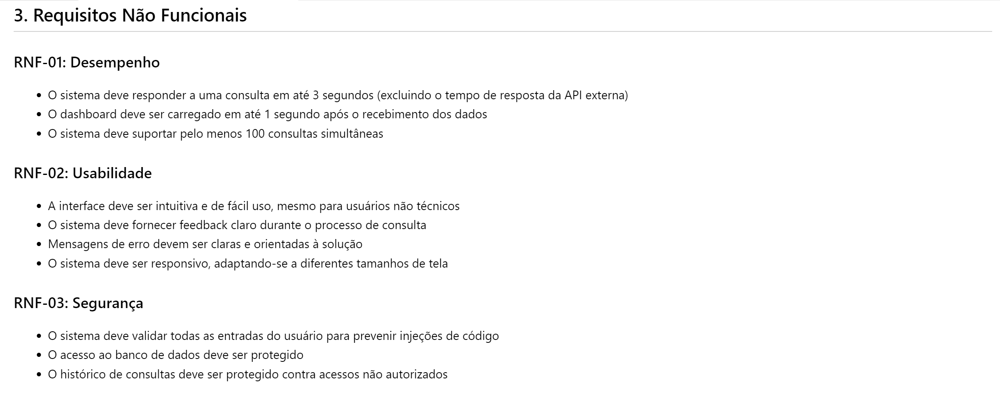 3. Requisitos Não Funcionais
RNF-01: Desempenho
• O sistema deve responder a uma consulta em até 3 segundos (excluindo o tempo de resposta da API externa)
• O dashboard deve ser carregado em até 1 segundo após o recebimento dos dados
• O sistema deve suportar pelo menos 100 consultas simultâneas
RNF-02: Usabilidade
• A interface deve ser intuitiva e de fácil uso, mesmo para usuários não técnicos
• O sistema deve fornecer feedback claro durante o processo de consulta
• Mensagens de erro devem ser claras e orientadas à solução
• O sistema deve ser responsivo, adaptando-se a diferentes tamanhos de tela
RNF-03: Segurança
• O sistema deve validar todas as entradas do usuário para prevenir injeções de código
• O acesso ao banco de dados deve ser protegido
• O histórico de consultas deve ser protegido contra acessos não autorizados